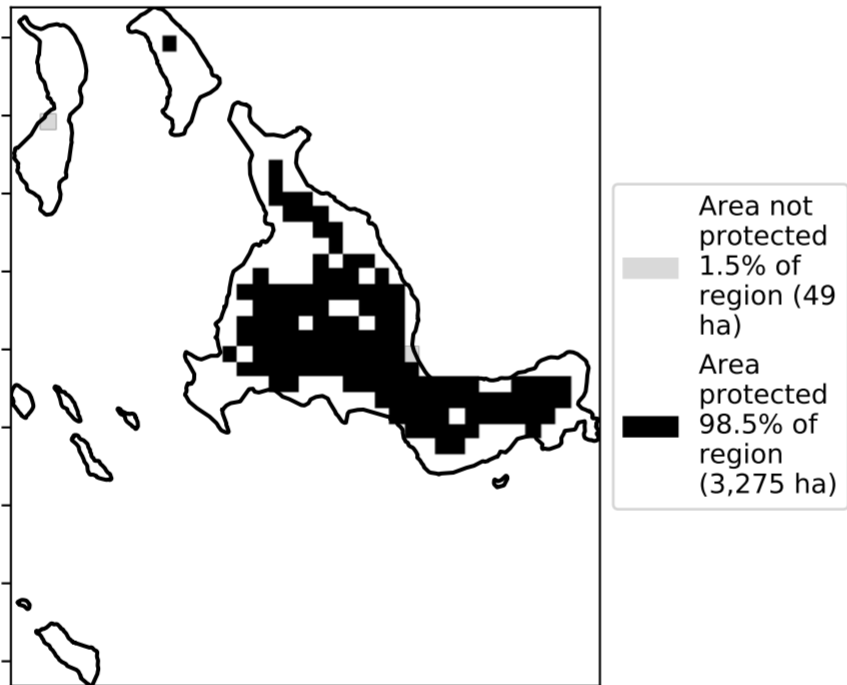 Area not
protected
1.5% of
region (49
ha)
Area
protected
98.5% of
region
(3,275 ha)